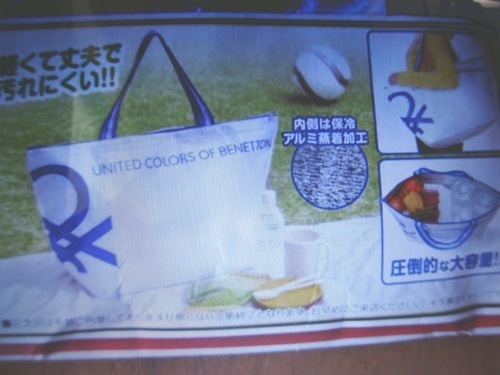 軽くて丈夫で
汚れにくい!!
UNITED COLORS OF BENETTON
内側は保冷
アルミ蒸着加工
圧倒的な大容量!!